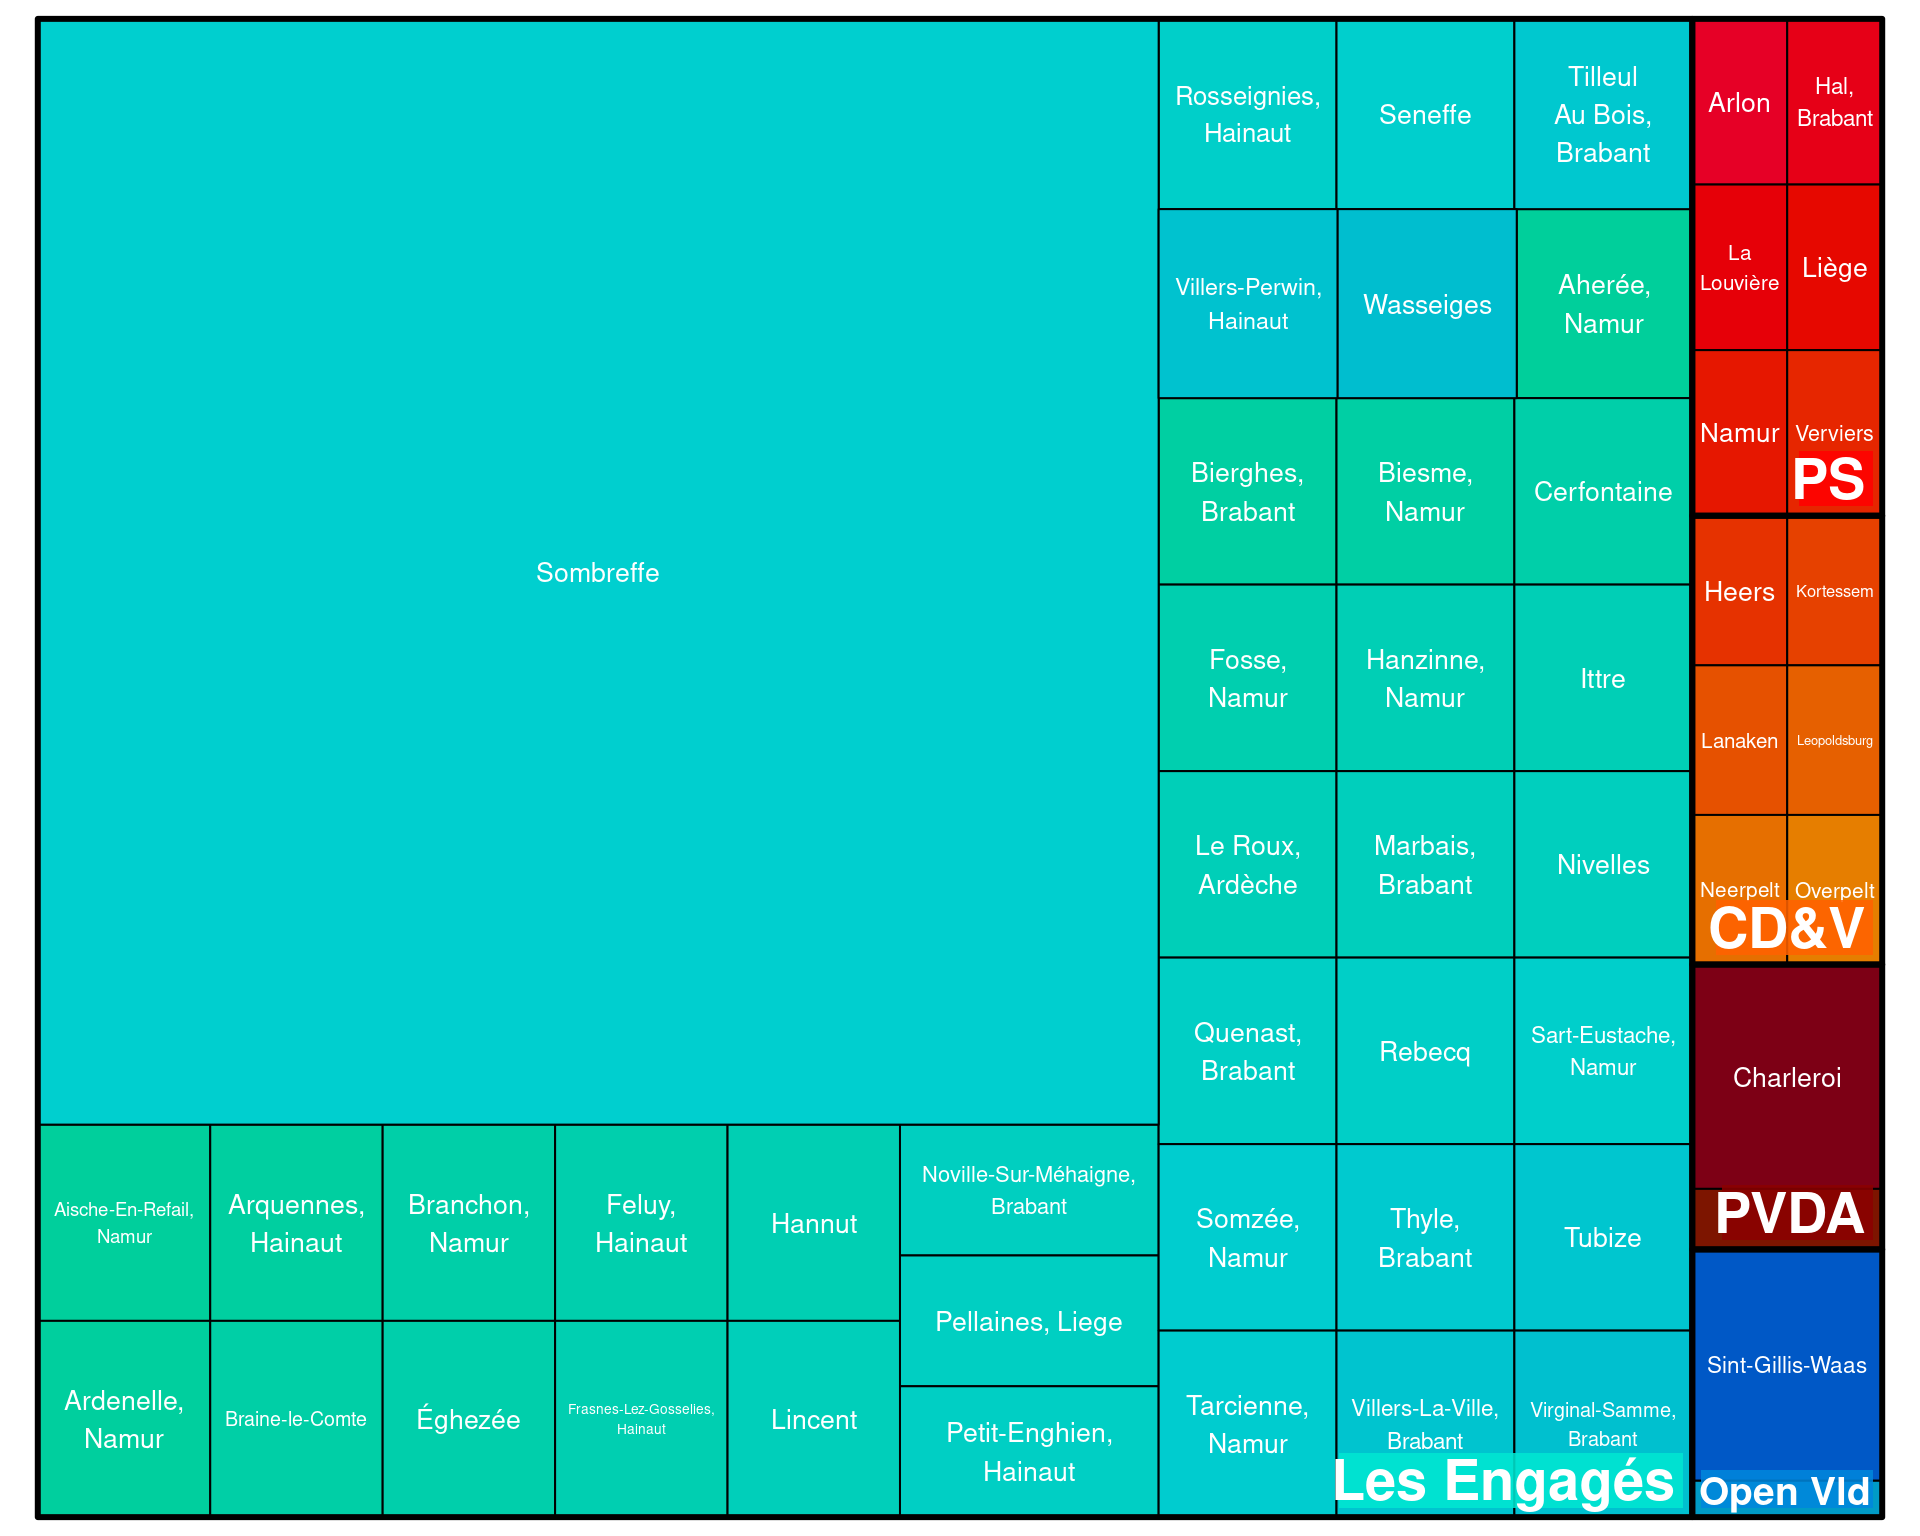 Sombreffe
Rosseignies,
Hainaut
Seneffe
Tilleul
Au Bois,
Brabant
Villers-Perwin,
Hainaut
Wasseiges
Aherée,
Namur
Bierghes,
Brabant
Biesme,
Namur
Cerfontaine
Fosse,
Namur
Hanzinne,
Namur
Ittre
Le Roux,
Ardèche
Marbais,
Brabant
Nivelles
Quenast,
Brabant
Rebecq
Sart-Eustache,
Namur
Somzée,
Namur
Thyle,
Brabant
Tubize
Tarcienne,
Namur
Villers-La-Ville,
Brabant
Virginal-Samme,
Brabant
Les Engagés
Aische-En-Refail,
Namur
Arquennes,
Hainaut
Branchon,
Namur
Feluy,
Hainaut
Hannut
Noville-Sur-Méhaigne,
Brabant
Pellaines, Liege
Petit-Enghien,
Hainaut
Ardenelle,
Namur
Braine-le-Comte
Éghezée
Frasnes-Lez-Gosselies,
Hainaut
Lincent
Arlon
Hal,
Brabant
La
Louvière
Liège
Namur
Verviers
PS
Heers
Kortessem
Lanaken
Leopoldsburg
Neerpelt
Overpelt
CD&V
Charleroi
PVDA
Sint-Gillis-Waas
Open Vld